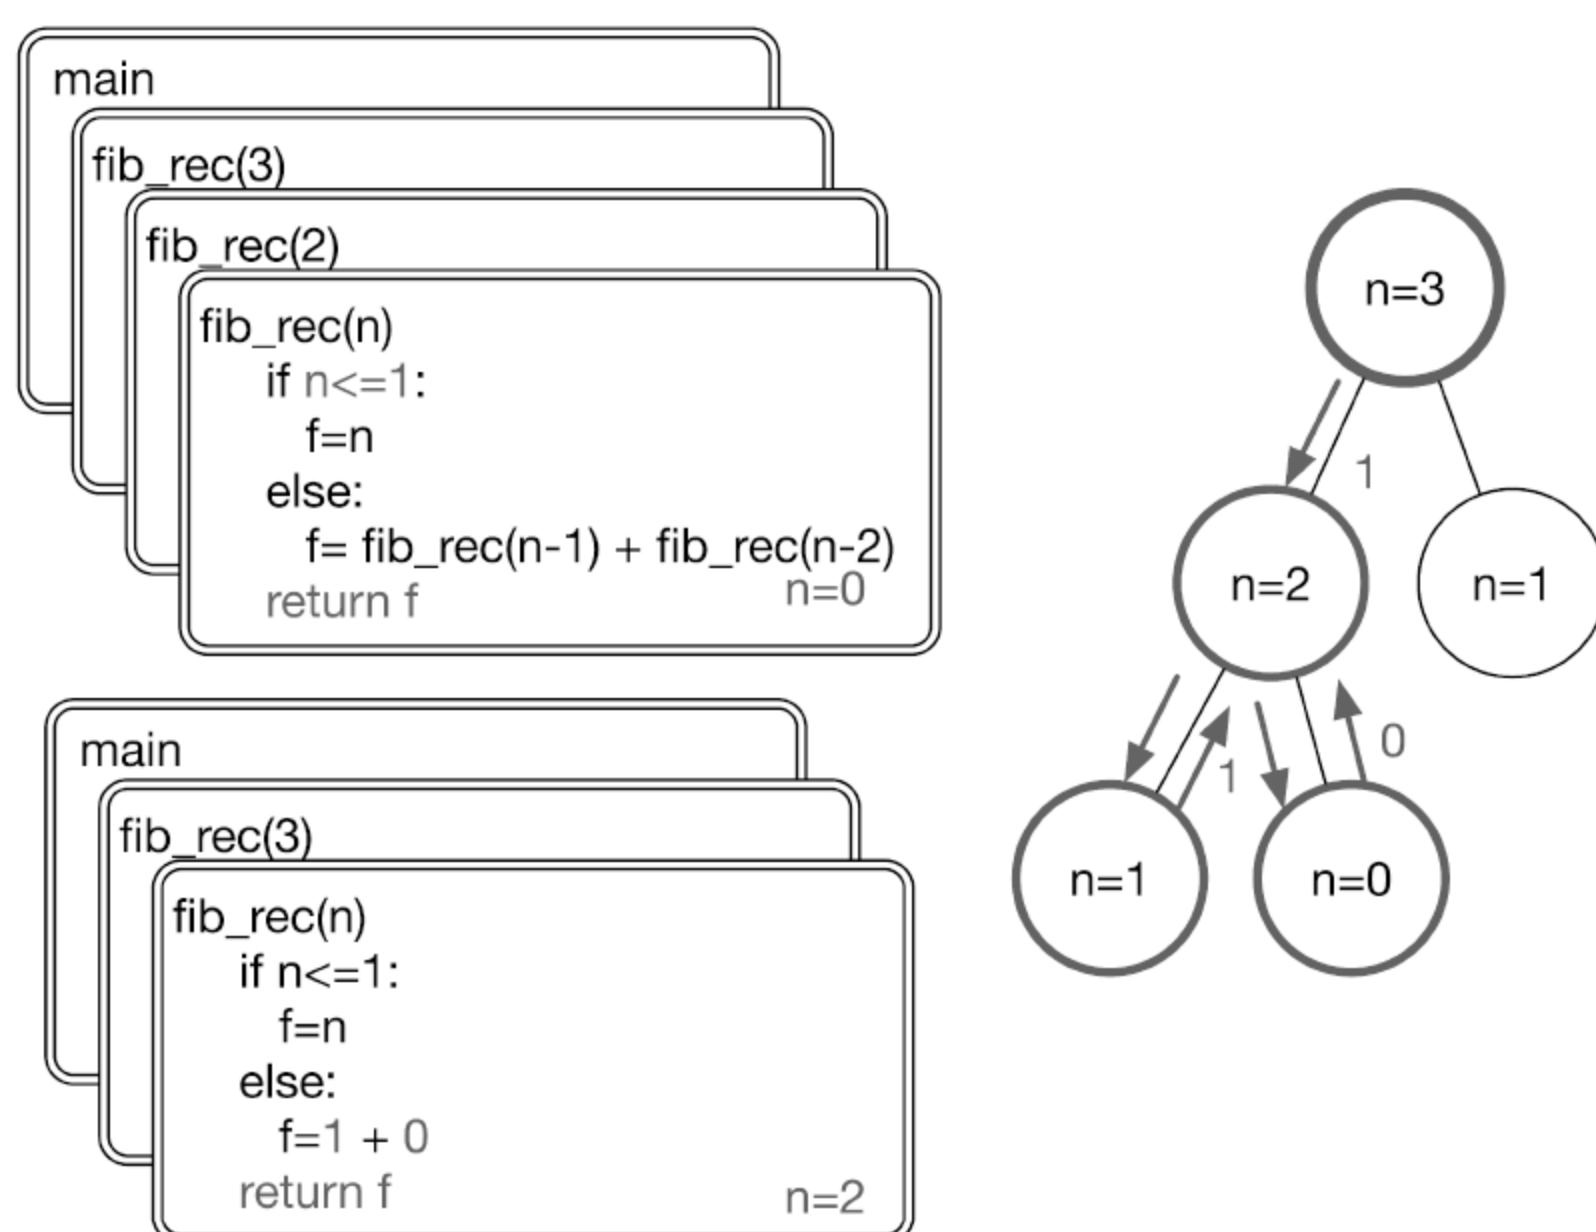 main
fib_rec(3)
fib_rec(2)
fib_rec(n)
if n<=1:
f=n
else:
f= fib_rec(n-1) + fib_rec(n-2)
n=0
return f
main
fib_rec(3)
fib_rec(n)
if n<=1:
f=n
else:
f=1 + 0
return f
n=2
n=3
1
n=2
n=1
1
0
n=1
n=0